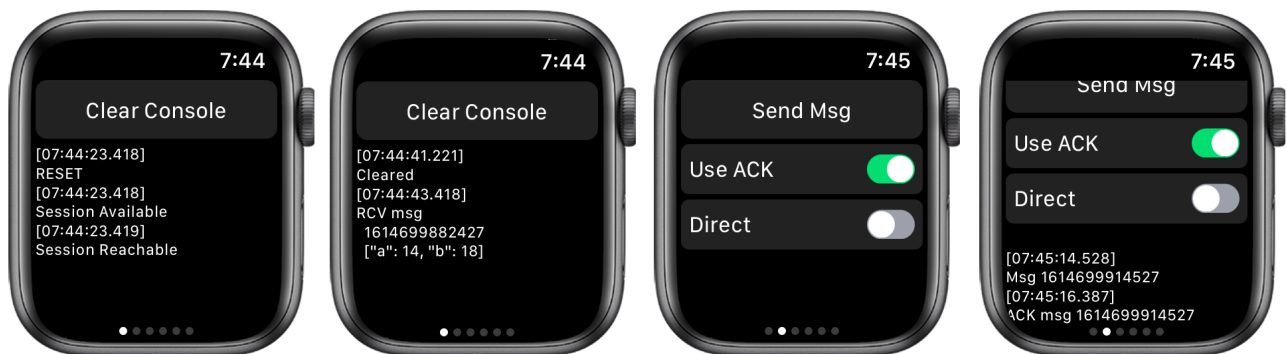 7:44
Clear Console
[07:44:23.418]
RESET
[07:44:23.418]
Session Available
[07:44:23.419]
Session Reachable
7:44
Clear Console
[07:44:41.221]
Cleared
[07:44:43.418]
RCV msg
1614699882427
["a": 14, "b": 18]
7:45
Send Msg
Use ACK
Direct
7:45
Send Msg
Use ACK
Direct
[07:45:14.528]
Msg 1614699914527
[07:45:16.387]
ACK msg 1614699914527